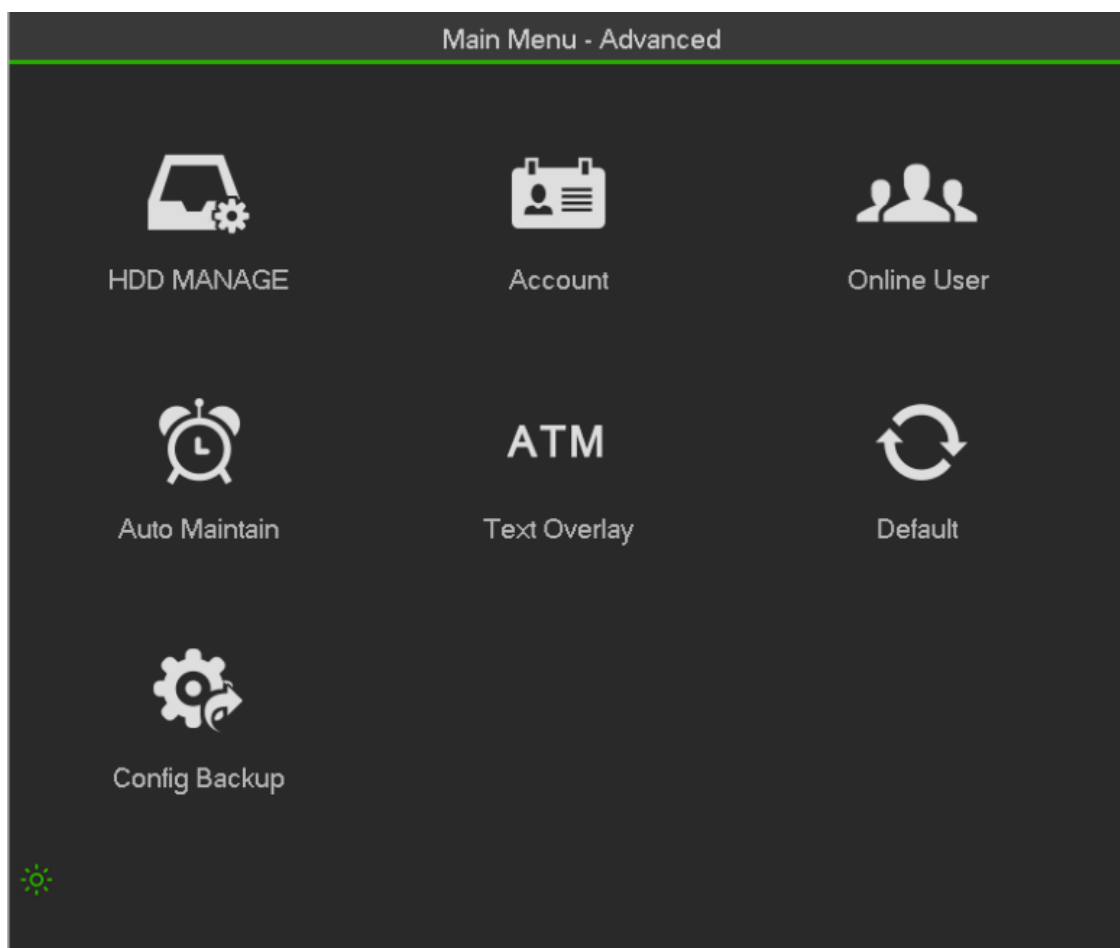 Main Menu - Advanced
HDD MANAGE
Account
Online User
Auto Maintain
ATM
Text Overlay
Default
Config Backup